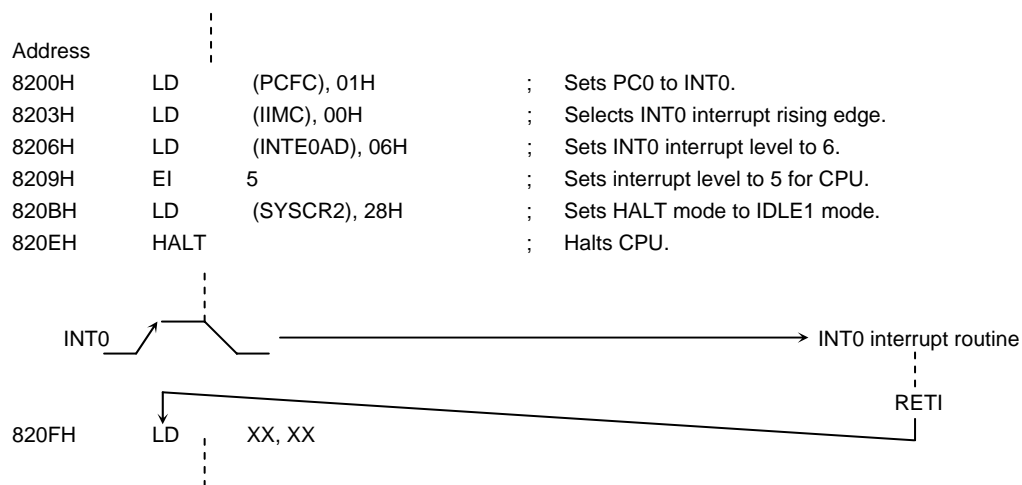 Address
8200H LD (PCFC), 01H ; Sets PC0 to INT0.
8203H LD (IIMC), 00H ; Selects INT0 interrupt rising edge.
8206H LD (INTE0AD), 06H ; Sets INT0 interrupt level to 6.
8209H EI 5 ; Sets interrupt level to 5 for CPU.
820BH LD (SYSCR2), 28H ; Sets HALT mode to IDLE1 mode.
820EH HALT ; Halts CPU.
INT0 INT0 interrupt routine
RETI
820FH LD XX, XX